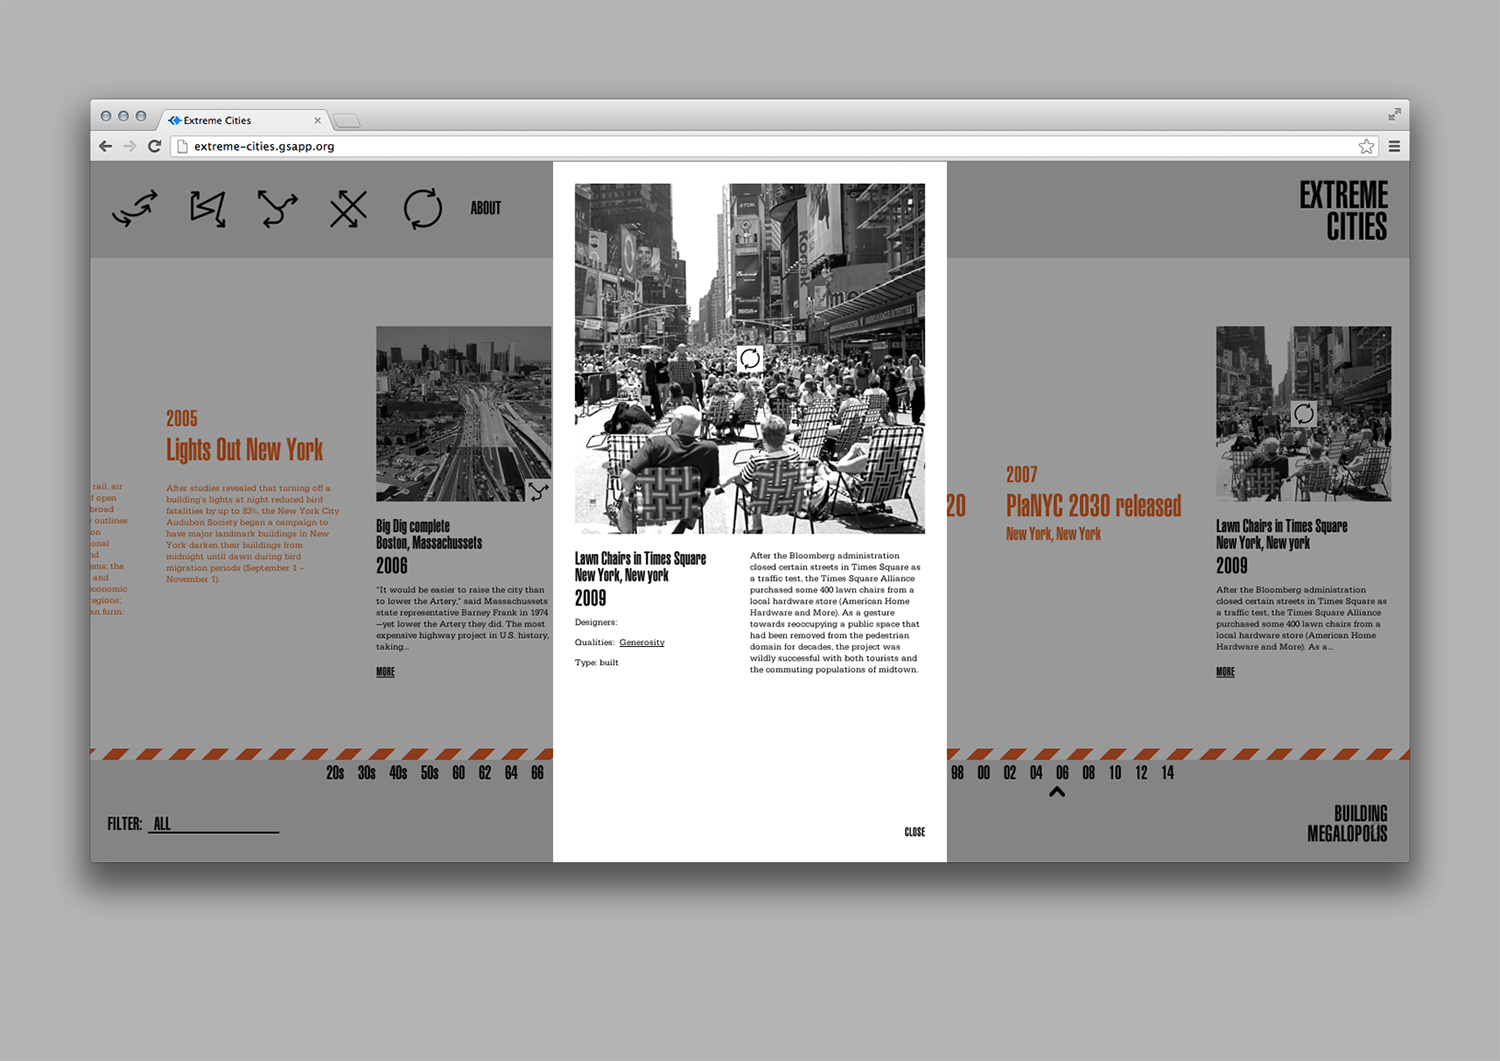 Extreme Cities
extreme-cities.gsapp.org
ABOUT
EXTREME
CITIES
rail, air
f open
broad
outlines
on
onal
nd
ems; the
and
economic
regions;
an form:
2005
Lights Out New York
After studies revealed that turning off a
building's lights at night reduced bird
fatalities by up to 83%, the New York City
Audubon Society began a campaign to
have major landmark buildings in New
York darken their buildings from
midnight until dawn during bird
migration periods (September 1 –
November 1).
Big Dig complete
Boston, Massachussets
2006
"It would be easier to raise the city than
to lower the Artery," said Massachussets
state representative Barney Frank in 1974
—yet lower the Artery they did. The most
expensive highway project in U.S. history,
taking...
MORE
TDK
Kodak
AMERICAN EAGLE OUTFITTERS
Lawn Chairs in Times Square
New York, New york
2009
Designers:
Qualities: Generosity
Type: built
After the Bloomberg administration
closed certain streets in Times Square as
a traffic test, the Times Square Alliance
purchased some 400 lawn chairs from a
local hardware store (American Home
Hardware and More). As a gesture
towards reoccupying a public space that
had been removed from the pedestrian
domain for decades, the project was
wildly successful with both tourists and
the commuting populations of midtown.
CLOSE
20
2007
PlaNYC 2030 released
New York, New York
Lawn Chairs in Times Square
New York, New york
2009
After the Bloomberg administration
closed certain streets in Times Square as
a traffic test, the Times Square Alliance
purchased some 400 lawn chairs from a
local hardware store (American Home
Hardware and More). As a...
MORE
20s 30s 40s 50s 60 62 64 66
98 00 02 04 06 08 10 12 14
FILTER: ALL
BUILDING
MEGALOPOLIS